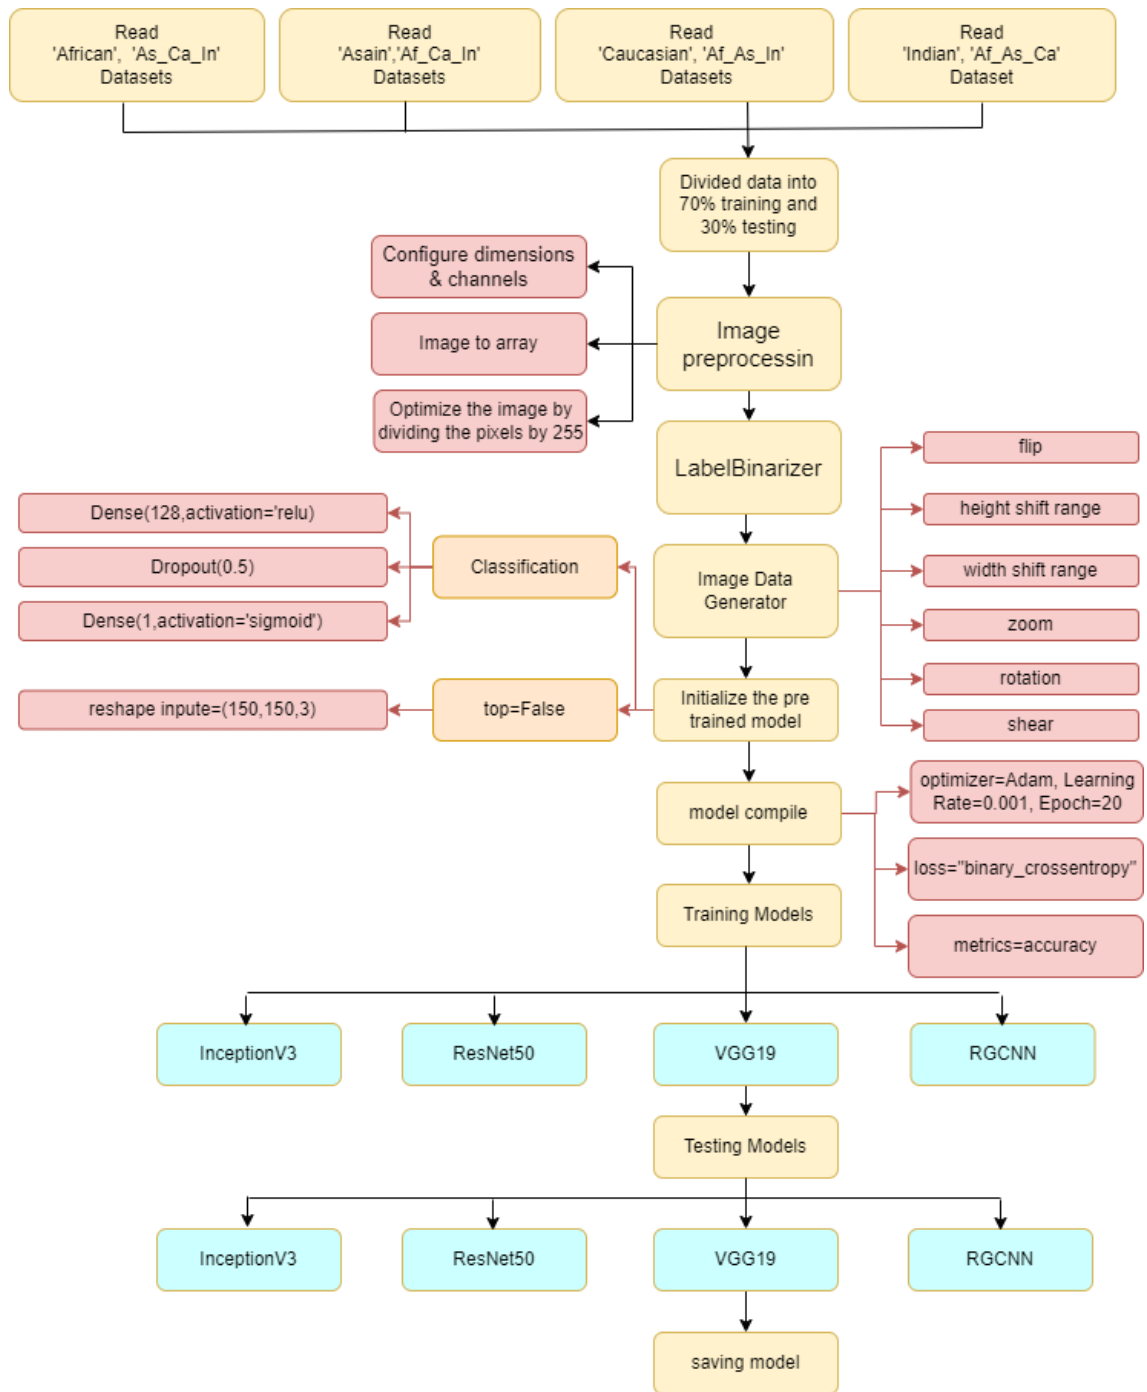 Read
'African', 'As_Ca_In'
Datasets
Read
'Asain','Af_Ca_In'
Datasets
Read
'Caucasian', 'Af_As_In'
Datasets
Read
'Indian', 'Af_As_Ca'
Dataset
Divided data into
70% training and
30% testing
Configure dimensions
& channels
Image to array
Optimize the image by
dividing the pixels by 255
Image
preprocessin
LabelBinarizer
flip
height shift range
width shift range
zoom
rotation
shear
Dense(128,activation='relu)
Dropout(0.5)
Dense(1,activation='sigmoid')
Classification
Image Data
Generator
reshape inpute=(150,150,3)
top=False
Initialize the pre
trained model
model compile
optimizer=Adam, Learning
Rate=0.001, Epoch=20
loss="binary_crossentropy"
metrics=accuracy
Training Models
InceptionV3
ResNet50
VGG19
RGCNN
Testing Models
InceptionV3
ResNet50
VGG19
RGCNN
saving model